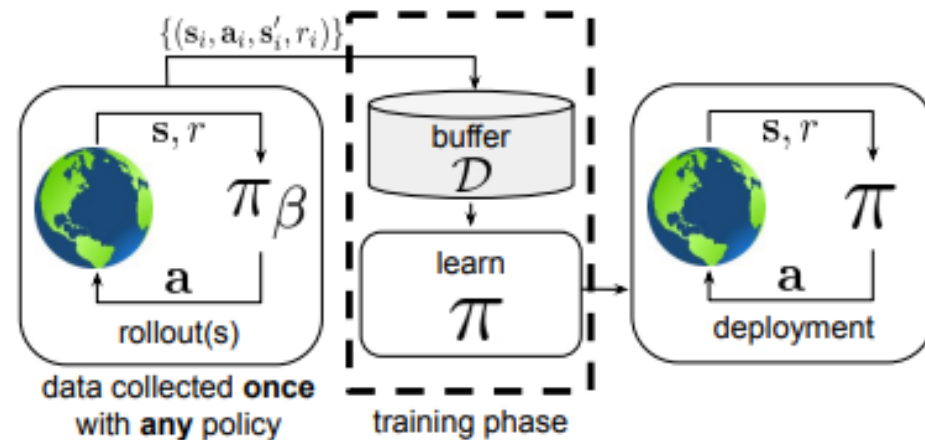 {(s_i, a_i, s'_i, r_i)}
s, r
π_β
a
rollout(s)
data collected once
with any policy
buffer
𝒟
learn
π
training phase
s, r
π
a
deployment